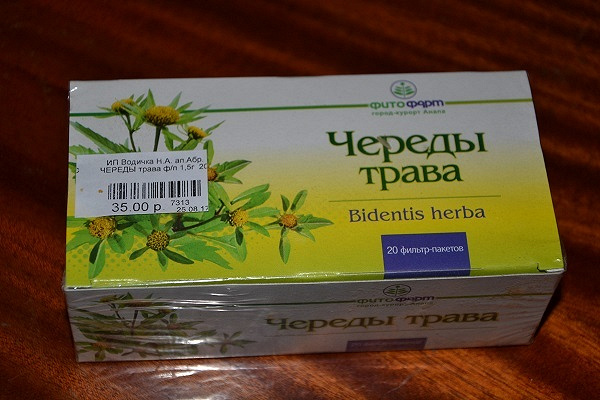 фитофарм
город-курорт Анапа
Череды
трава
Bidentis herba
20 фильтр-пакетов
ИП Водичка Н.А. ап.Абр.
ЧЕРЕДЫ трава ф/п 1,5г 20
35.00 р.
7313
25.08.17
фитофарм
Череды трава